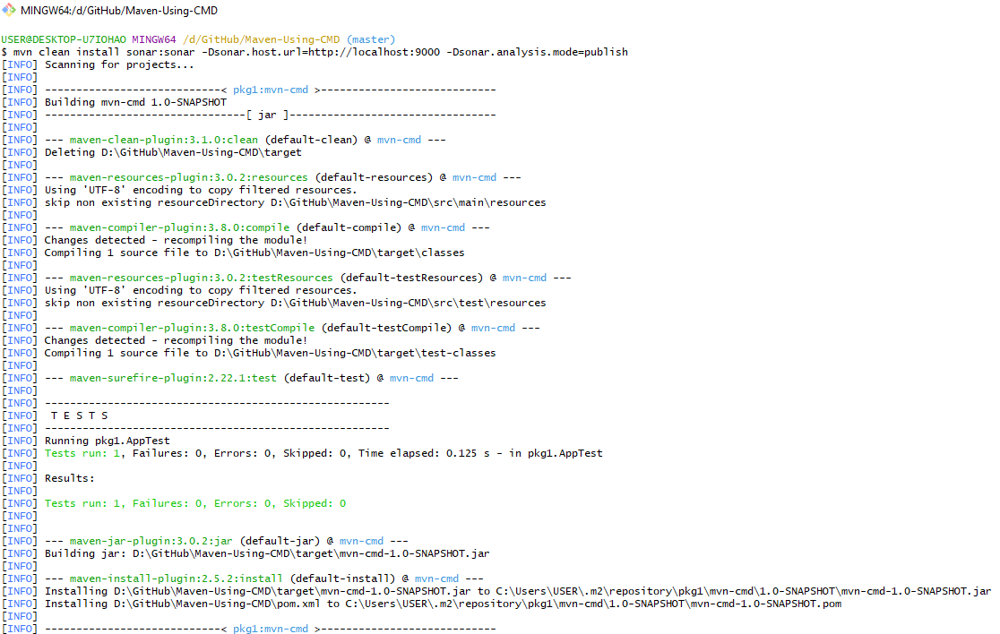 MINGW64:/d/GitHub/Maven-Using-CMD
USER@DESKTOP-U7IOHAO MINGW64 /d/GitHub/Maven-Using-CMD (master)
$ mvn clean install sonar:sonar -Dsonar.host.url=http://localhost:9000 -Dsonar.analysis.mode=publish
[INFO] Scanning for projects...
[INFO]
[INFO] ----------------------------< pkg1:mvn-cmd >----------------------------
[INFO] Building mvn-cmd 1.0-SNAPSHOT
[INFO] --------------------------------[ jar ]---------------------------------
[INFO]
[INFO] --- maven-clean-plugin:3.1.0:clean (default-clean) @ mvn-cmd ---
[INFO] Deleting D:\GitHub\Maven-Using-CMD\target
[INFO]
[INFO] --- maven-resources-plugin:3.0.2:resources (default-resources) @ mvn-cmd ---
[INFO] Using 'UTF-8' encoding to copy filtered resources.
[INFO] skip non existing resourceDirectory D:\GitHub\Maven-Using-CMD\src\main\resources
[INFO]
[INFO] --- maven-compiler-plugin:3.8.0:compile (default-compile) @ mvn-cmd ---
[INFO] Changes detected - recompiling the module!
[INFO] Compiling 1 source file to D:\GitHub\Maven-Using-CMD\target\classes
[INFO]
[INFO] --- maven-resources-plugin:3.0.2:testResources (default-testResources) @ mvn-cmd ---
[INFO] Using 'UTF-8' encoding to copy filtered resources.
[INFO] skip non existing resourceDirectory D:\GitHub\Maven-Using-CMD\src\test\resources
[INFO]
[INFO] --- maven-compiler-plugin:3.8.0:testCompile (default-testCompile) @ mvn-cmd ---
[INFO] Changes detected - recompiling the module!
[INFO] Compiling 1 source file to D:\GitHub\Maven-Using-CMD\target\test-classes
[INFO]
[INFO] --- maven-surefire-plugin:2.22.1:test (default-test) @ mvn-cmd ---
[INFO]
[INFO] -------------------------------------------------------
[INFO]  T E S T S
[INFO] -------------------------------------------------------
[INFO] Running pkg1.AppTest
[INFO] Tests run: 1, Failures: 0, Errors: 0, Skipped: 0, Time elapsed: 0.125 s - in pkg1.AppTest
[INFO]
[INFO] Results:
[INFO]
[INFO] Tests run: 1, Failures: 0, Errors: 0, Skipped: 0
[INFO]
[INFO]
[INFO] --- maven-jar-plugin:3.0.2:jar (default-jar) @ mvn-cmd ---
[INFO] Building jar: D:\GitHub\Maven-Using-CMD\target\mvn-cmd-1.0-SNAPSHOT.jar
[INFO]
[INFO] --- maven-install-plugin:2.5.2:install (default-install) @ mvn-cmd ---
[INFO] Installing D:\GitHub\Maven-Using-CMD\target\mvn-cmd-1.0-SNAPSHOT.jar to C:\Users\USER\.m2\repository\pkg1\mvn-cmd\1.0-SNAPSHOT\mvn-cmd-1.0-SNAPSHOT.jar
[INFO] Installing D:\GitHub\Maven-Using-CMD\pom.xml to C:\Users\USER\.m2\repository\pkg1\mvn-cmd\1.0-SNAPSHOT\mvn-cmd-1.0-SNAPSHOT.pom
[INFO]
[INFO] ----------------------------< pkg1:mvn-cmd >----------------------------